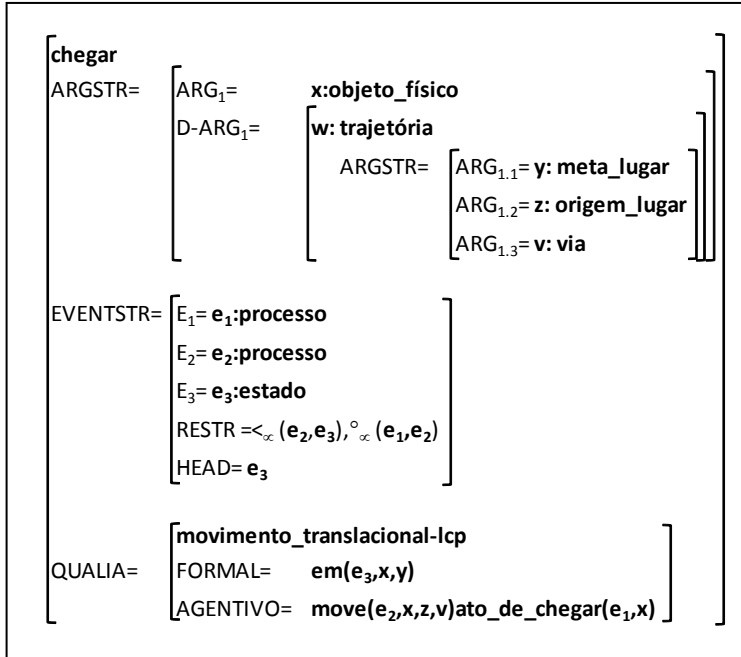 chegar
ARGSTR= ARG₁= x:objeto_físico
D-ARG₁= w: trajetória
ARGSTR= ARG₁.₁= y: meta_lugar
ARG₁.₂= z: origem_lugar
ARG₁.₃= v: via
EVENTSTR= E₁= e₁:processo
E₂= e₂:processo
E₃= e₃:estado
RESTR =<∝ (e₂,e₃),°∝ (e₁,e₂)
HEAD= e₃
movimento_translacional-lcp
QUALIA= FORMAL= em(e₃,x,y)
AGENTIVO= move(e₂,x,z,v)ato_de_chegar(e₁,x)